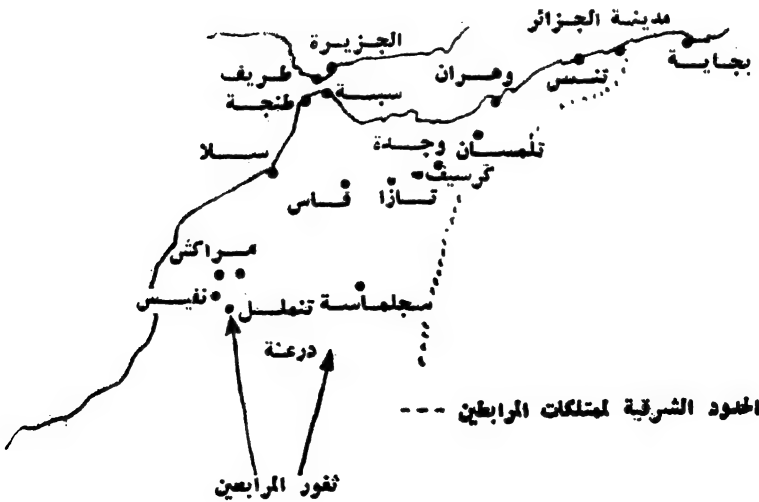 مدينة الجزائر
الجزيرة
بجاية
تنس
وهران
طريف
سبتة
طنجة
تلمسان
وجدة
سلا
كرسيف
تازا
فاس
مراكش
نفيس
تنملل
سجلماسة
درعة
الحدود الشرقية لممتلكات المرابطين
ثغور المرابطين